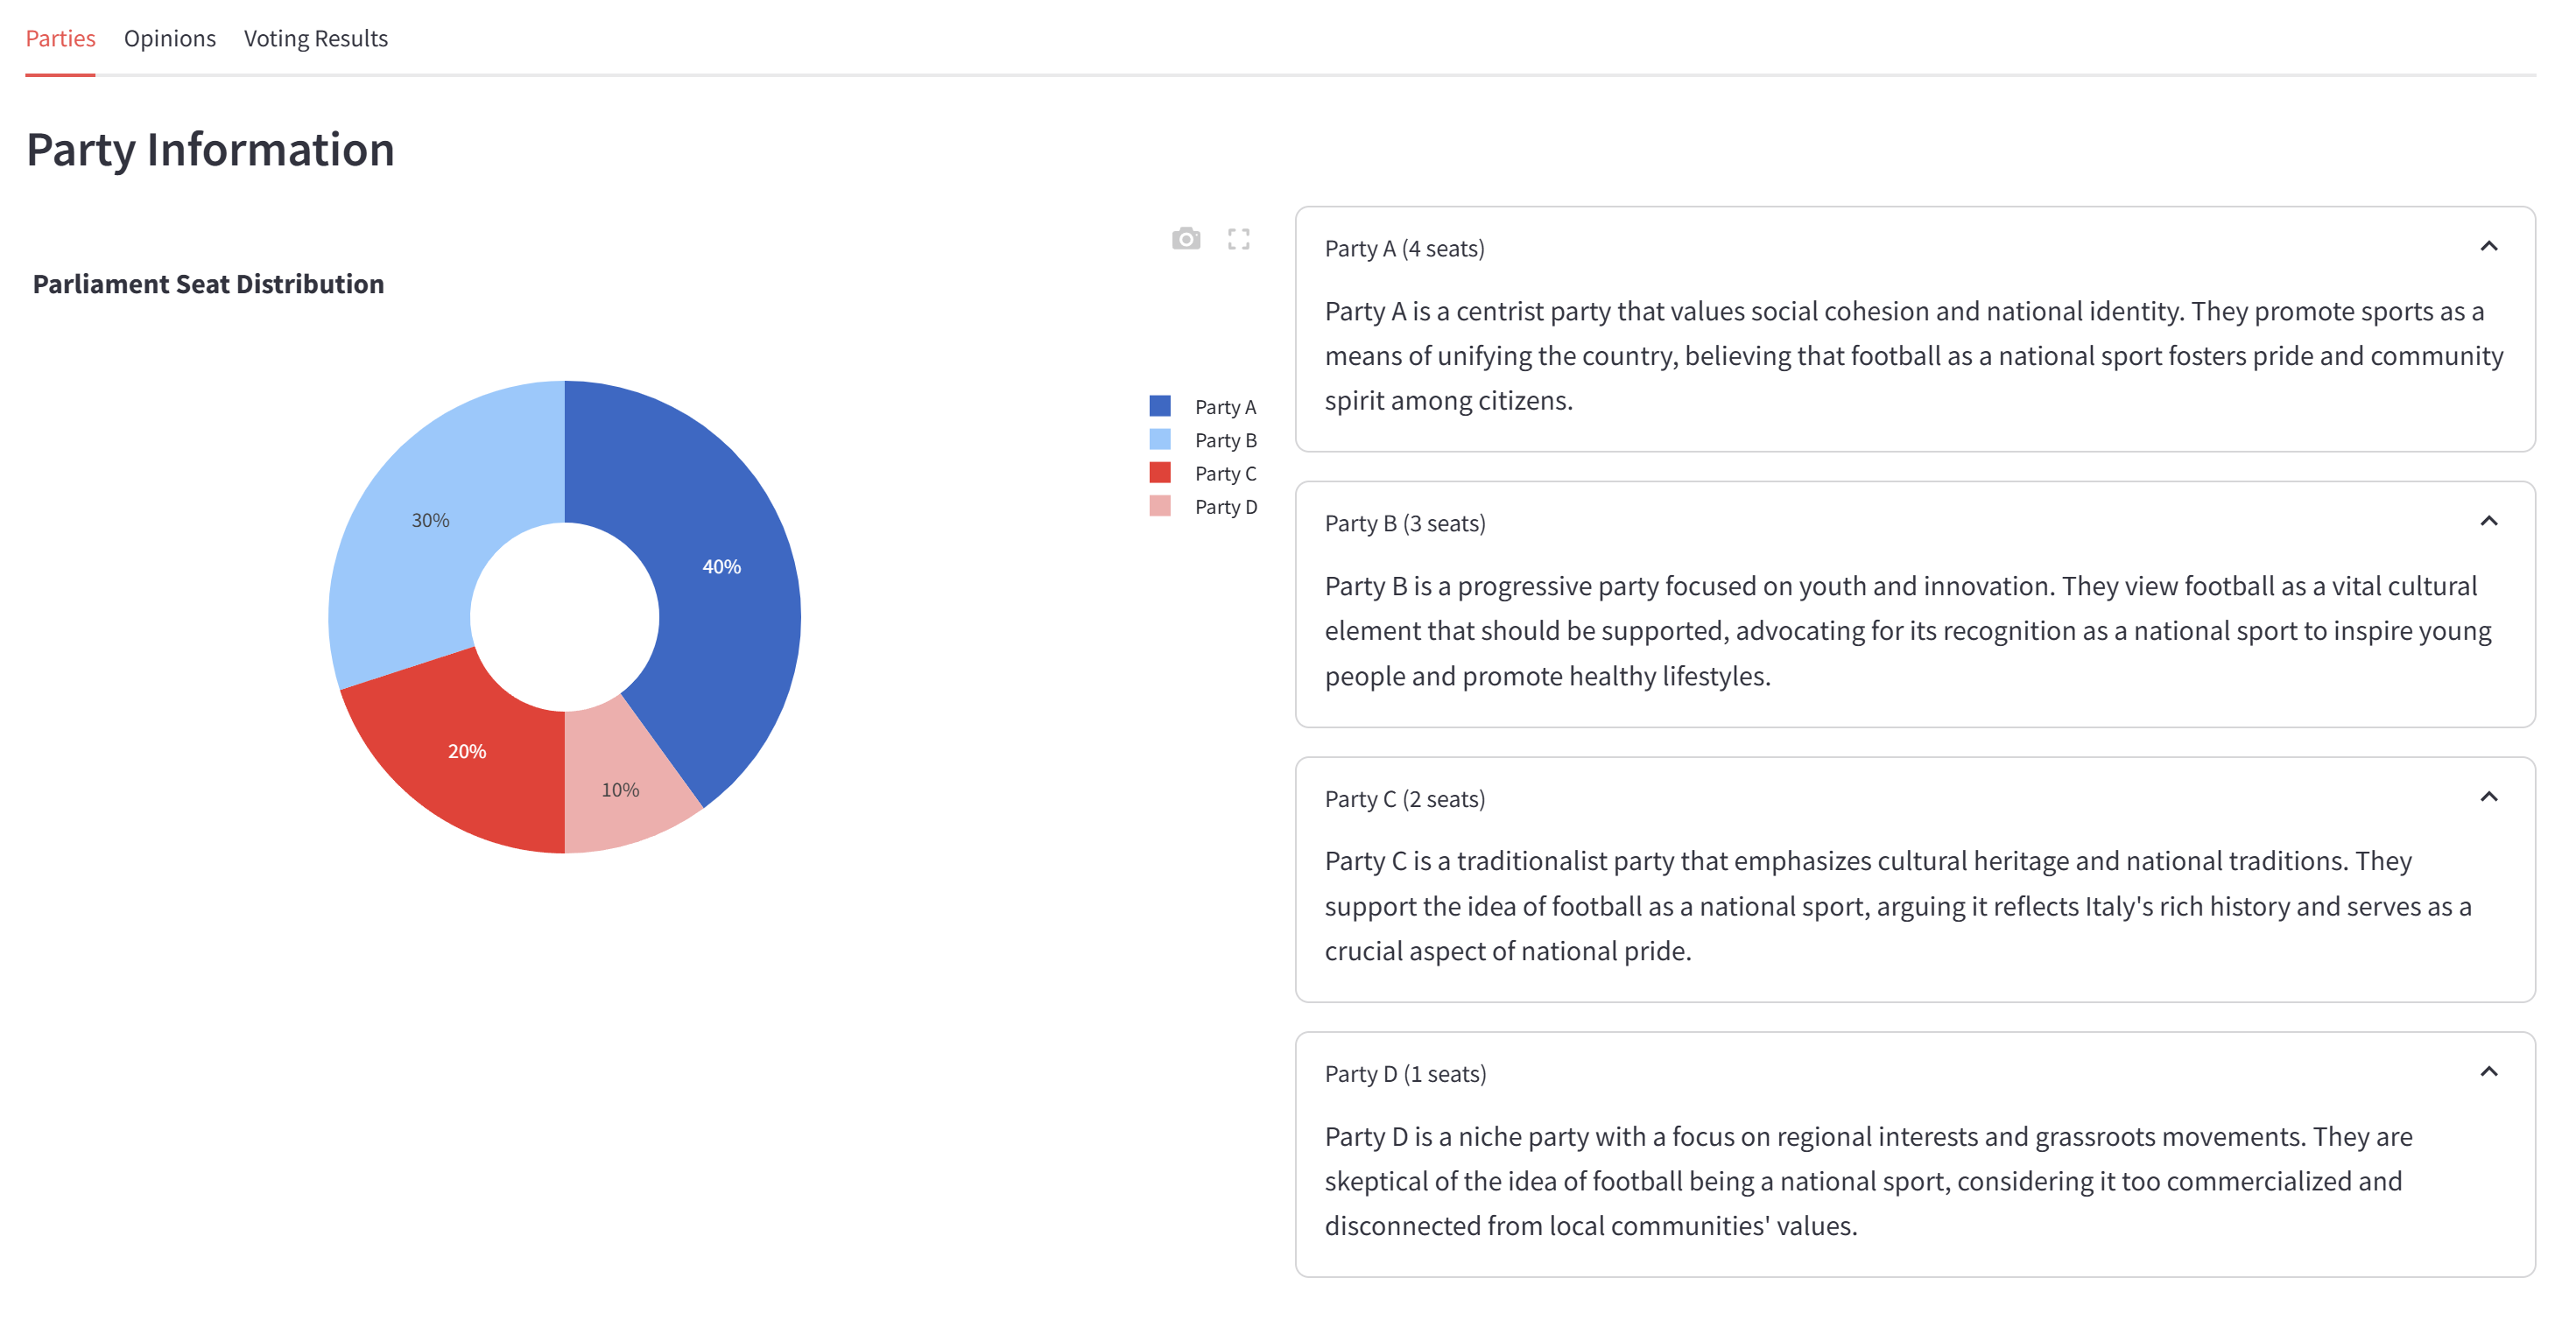 Parties Opinions Voting Results
Party Information
Parliament Seat Distribution
40%
30%
20%
10%
Party A
Party B
Party C
Party D
Party A (4 seats)
Party A is a centrist party that values social cohesion and national identity. They promote sports as a
means of unifying the country, believing that football as a national sport fosters pride and community
spirit among citizens.
Party B (3 seats)
Party B is a progressive party focused on youth and innovation. They view football as a vital cultural
element that should be supported, advocating for its recognition as a national sport to inspire young
people and promote healthy lifestyles.
Party C (2 seats)
Party C is a traditionalist party that emphasizes cultural heritage and national traditions. They
support the idea of football as a national sport, arguing it reflects Italy's rich history and serves as a
crucial aspect of national pride.
Party D (1 seats)
Party D is a niche party with a focus on regional interests and grassroots movements. They are
skeptical of the idea of football being a national sport, considering it too commercialized and
disconnected from local communities' values.